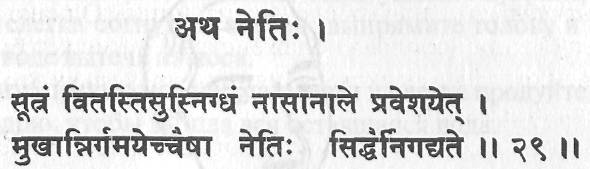 अथ नेतिः ।
सूत्रं वितस्तिसुस्निग्धं नासानाले प्रवेशयेत् ।
मुखान्निर्गमयेच्चैषा नेतिः सिद्धैर्निगद्यते ॥ २९ ॥